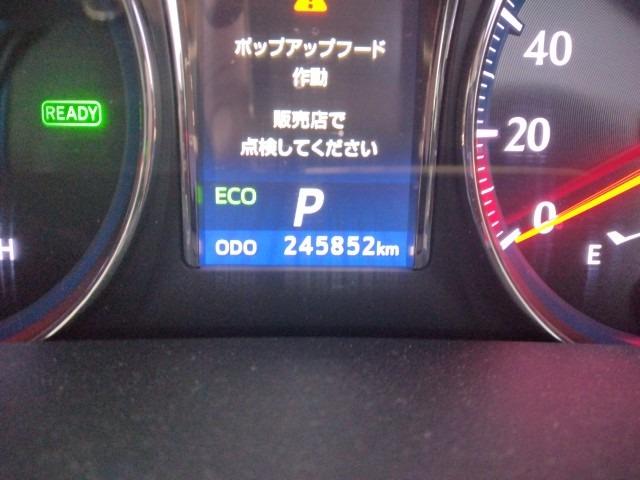 ポップアップフード
作動
販売店で
点検してください
READY
ECO P
ODO 245852km
40
20
0
E
H